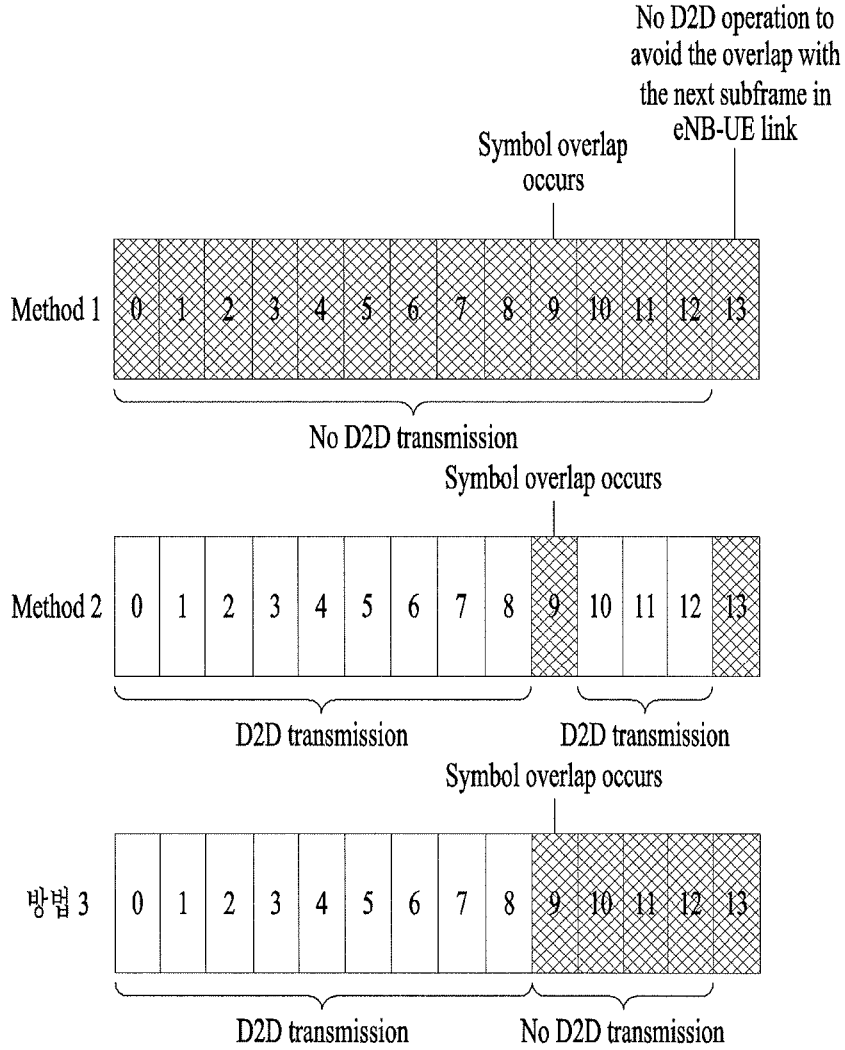 No D2D operation to
avoid the overlap with
the next subframe in
eNB-UE link
Symbol overlap
occurs
Method 1 0 1 2 3 4 5 6 7 8 9 10 11 12 13
No D2D transmission
Symbol overlap occurs
Method 2 0 1 2 3 4 5 6 7 8 9 10 11 12 13
D2D transmission D2D transmission
Symbol overlap occurs
방법 3 0 1 2 3 4 5 6 7 8 9 10 11 12 13
D2D transmission No D2D transmission